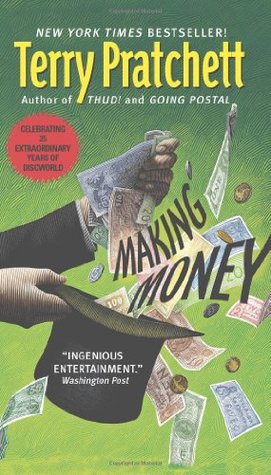 NEW YORK TIMES BESTSELLER!
Terry Pratchett
Author of THUD! and GOING POSTAL
CELEBRATING
25
EXTRAORDINARY
YEARS OF
DISCWORLD
MAKING
MONEY
"INGENIOUS
ENTERTAINMENT."
Washington Post